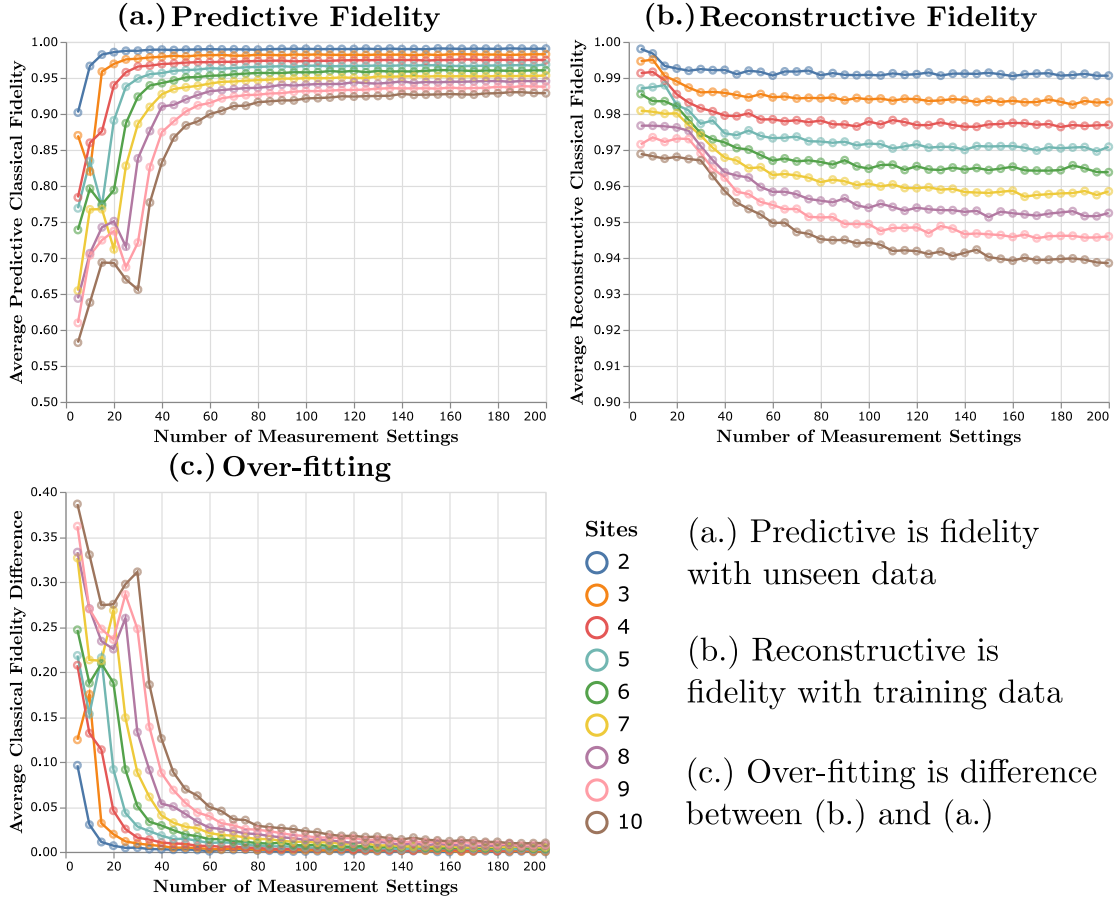 (a.) Predictive Fidelity
Average Predictive Classical Fidelity
1.00
0.95
0.90
0.85
0.80
0.75
0.70
0.65
0.60
0.55
0.50
0 20 40 60 80 100 120 140 160 180 200
Number of Measurement Settings
(b.) Reconstructive Fidelity
Average Reconstructive Classical Fidelity
1.00
0.99
0.98
0.97
0.96
0.95
0.94
0.93
0.92
0.91
0.90
0 20 40 60 80 100 120 140 160 180 200
Number of Measurement Settings
(c.) Over-fitting
Average Classical Fidelity Difference
0.40
0.35
0.30
0.25
0.20
0.15
0.10
0.05
0.00
0 20 40 60 80 100 120 140 160 180 200
Number of Measurement Settings
Sites
2
3
4
5
6
7
8
9
10
(a.) Predictive is fidelity
with unseen data
(b.) Reconstructive is
fidelity with training data
(c.) Over-fitting is difference
between (b.) and (a.)